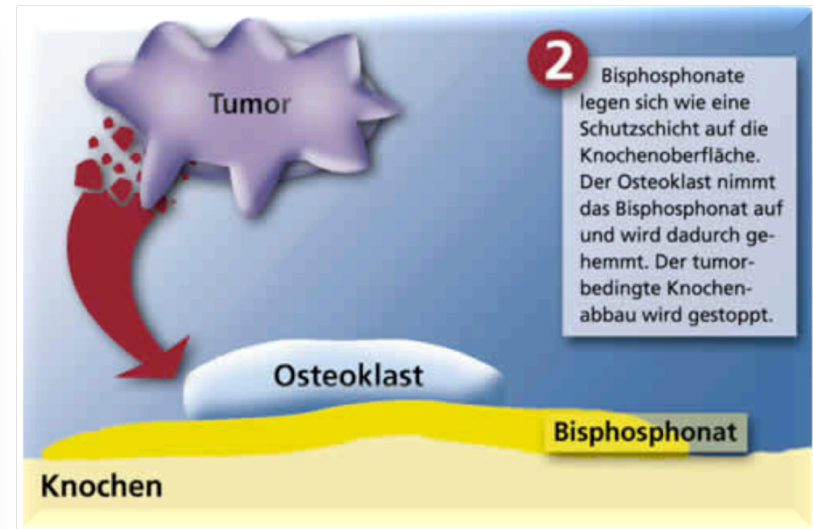 Tumor
2
Bisphosphonate
legen sich wie eine
Schutzschicht auf die
Knochenoberfläche.
Der Osteoklast nimmt
das Bisphosphonat auf
und wird dadurch ge-
hemmt. Der tumor-
bedingte Knochen-
abbau wird gestoppt.
Osteoklast
Bisphosphonat
Knochen